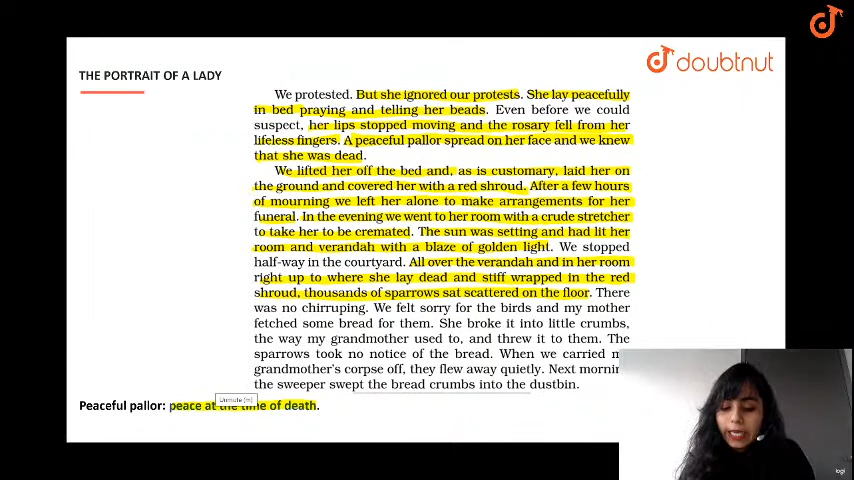 THE PORTRAIT OF A LADY
doubtnut
We protested. But she ignored our protests. She lay peacefully
in bed praying and telling her beads. Even before we could
suspect, her lips stopped moving and the rosary fell from her
lifeless fingers. A peaceful pallor spread on her face and we knew
that she was dead.
We lifted her off the bed and, as is customary, laid her on
the ground and covered her with a red shroud. After a few hours
of mourning we left her alone to make arrangements for her
funeral. In the evening we went to her room with a crude stretcher
to take her to be cremated. The sun was setting and had lit her
room and verandah with a blaze of golden light. We stopped
half-way in the courtyard. All over the verandah and in her room
right up to where she lay dead and stiff wrapped in the red
shroud, thousands of sparrows sat scattered on the floor. There
was no chirruping. We felt sorry for the birds and my mother
fetched some bread for them. She broke it into little crumbs,
the way my grandmother used to, and threw it to them. The
sparrows took no notice of the bread. When we carried m
grandmother's corpse off, they flew away quietly. Next mornin
the sweeper swept the bread crumbs into the dustbin.
Unmute (m)
Peaceful pallor: peace at the time of death.
logi